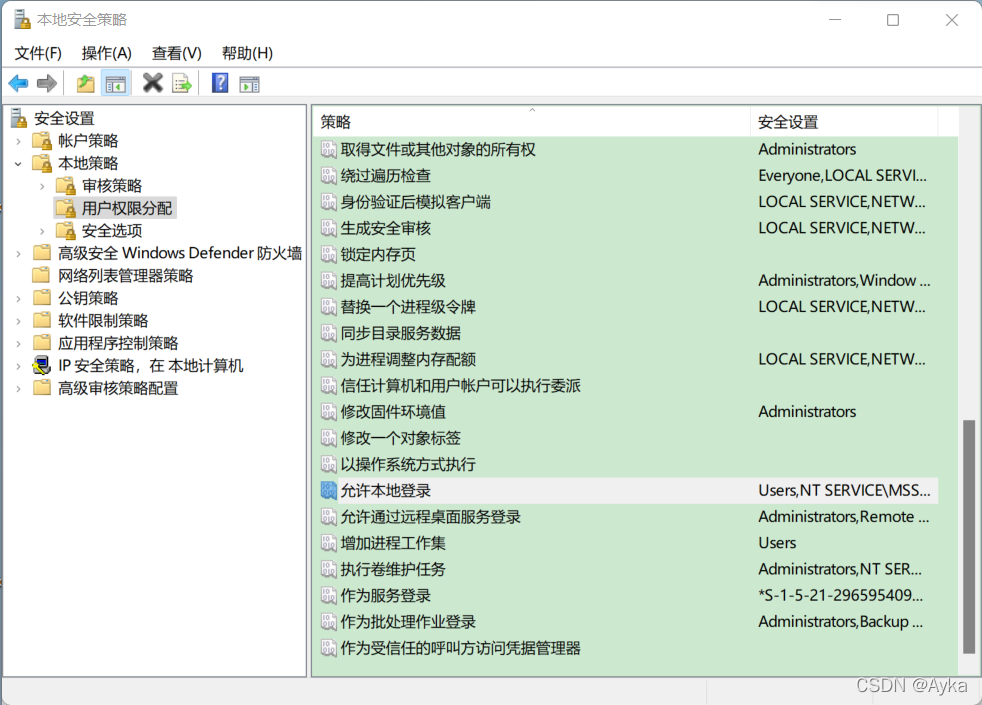 本地安全策略
文件(F) 操作(A) 查看(V) 帮助(H)
安全设置
帐户策略
本地策略
审核策略
用户权限分配
安全选项
高级安全 Windows Defender 防火墙
网络列表管理器策略
公钥策略
软件限制策略
应用程序控制策略
IP 安全策略，在 本地计算机
高级审核策略配置
策略 安全设置
取得文件或其他对象的所有权 Administrators
绕过遍历检查 Everyone,LOCAL SERVI...
身份验证后模拟客户端 LOCAL SERVICE,NETW...
生成安全审核 LOCAL SERVICE,NETW...
锁定内存页
提高计划优先级 Administrators,Window ...
替换一个进程级令牌 LOCAL SERVICE,NETW...
同步目录服务数据
为进程调整内存配额 LOCAL SERVICE,NETW...
信任计算机和用户帐户可以执行委派
修改固件环境值 Administrators
修改一个对象标签
以操作系统方式执行
允许本地登录 Users,NT SERVICE\MSS...
允许通过远程桌面服务登录 Administrators,Remote ...
增加进程工作集 Users
执行卷维护任务 Administrators,NT SER...
作为服务登录 *S-1-5-21-296595409...
作为批处理作业登录 Administrators,Backup ...
作为受信任的呼叫方访问凭据管理器
CSDN @Ayka